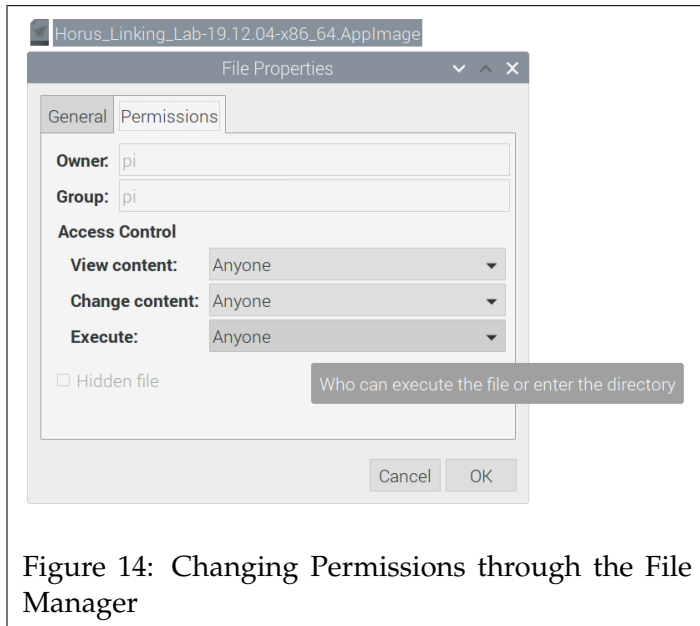 Horus_Linking_Lab-19.12.04-x86_64.AppImage
File Properties
General Permissions
Owner: pi
Group: pi
Access Control
View content: Anyone
Change content: Anyone
Execute: Anyone
Hidden file
Who can execute the file or enter the directory
Cancel OK
Figure 14: Changing Permissions through the File
Manager